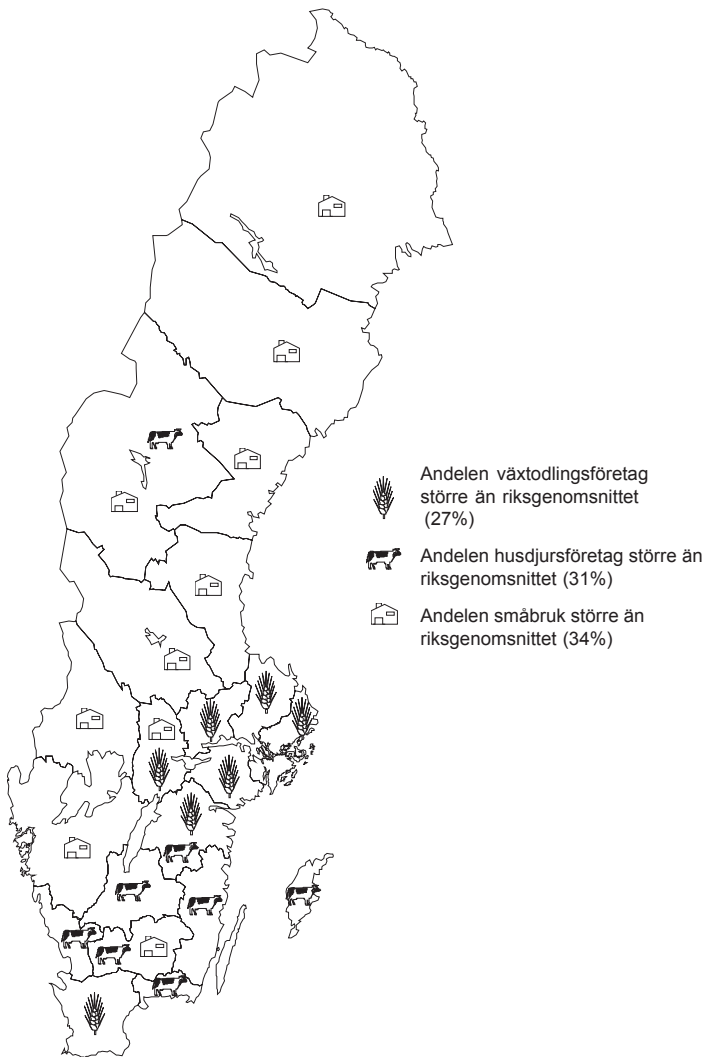 Andelen växtodlingsföretag
större än riksgenomsnittet
(27%)
Andelen husdjursföretag större än
riksgenomsnittet (31%)
Andelen småbruk större än
riksgenomsnittet (34%)